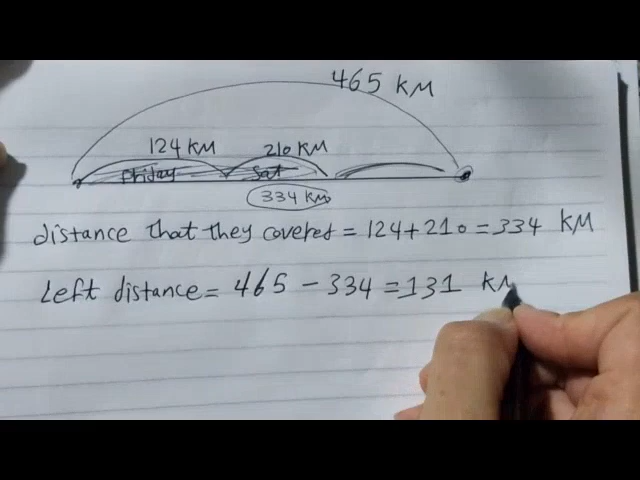 465 KM
124 KM 210 KM
Friday Sat
334 KM
distance that they covered = 124+210 = 334 KM
Left distance = 465 - 334 = 131 KM